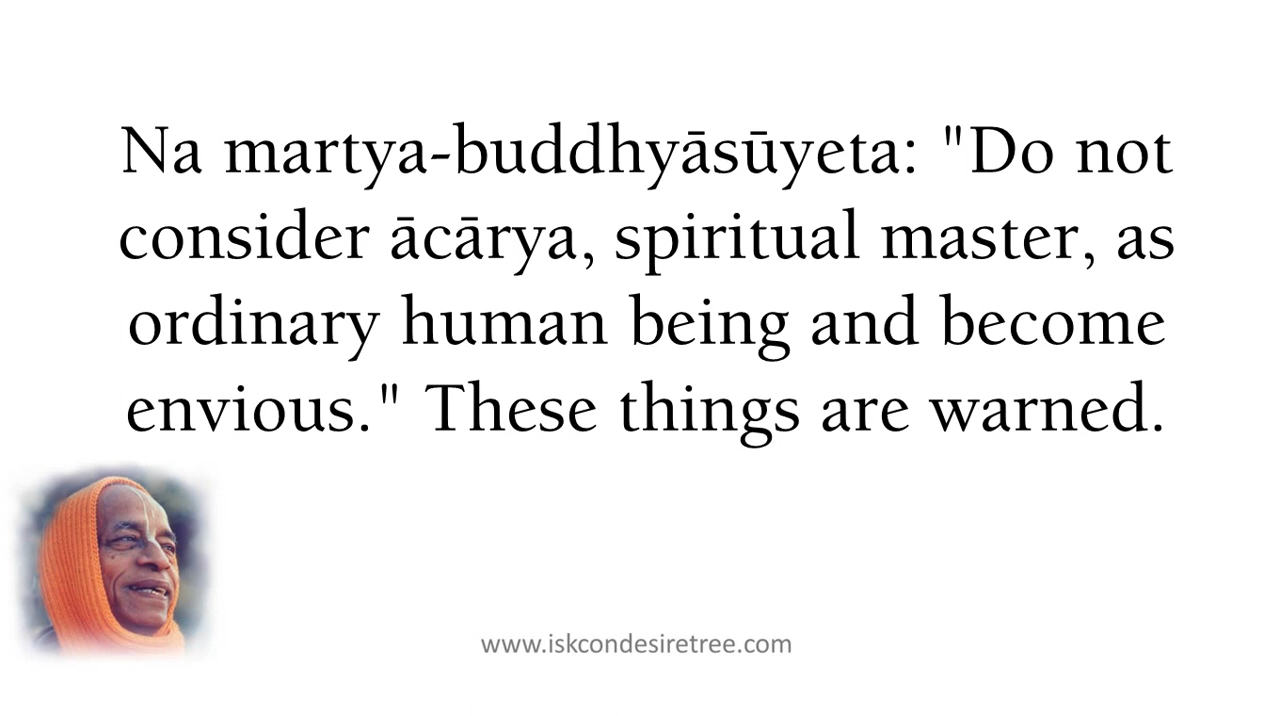 Na martya-buddhyāsūyeta: "Do not
consider ācārya, spiritual master, as
ordinary human being and become
envious." These things are warned.
www.iskcondesiretree.com